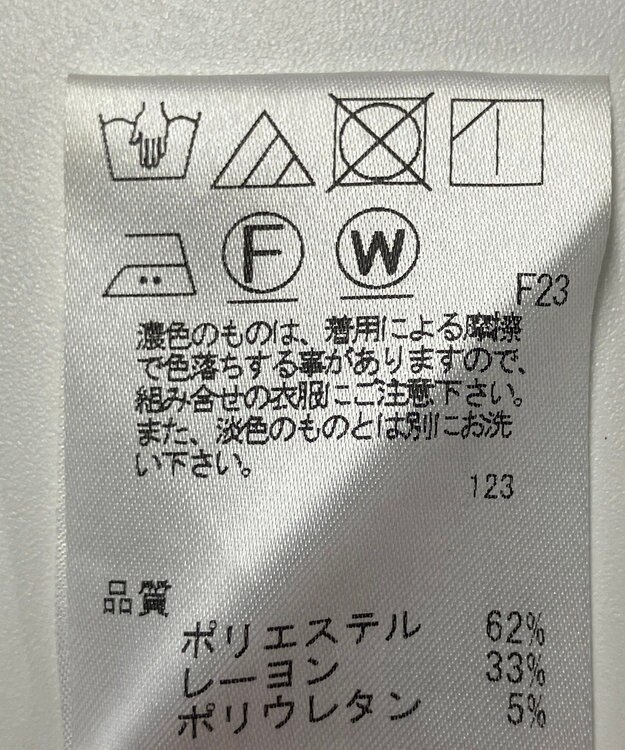 F W
F23
濃色のものは、着用による摩擦
で色落ちする事がありますので、
組み合せの衣服にご注意下さい。
また、淡色のものとは別にお洗
い下さい。
123
品質
ポリエステル 62%
レーヨン 33%
ポリウレタン 5%